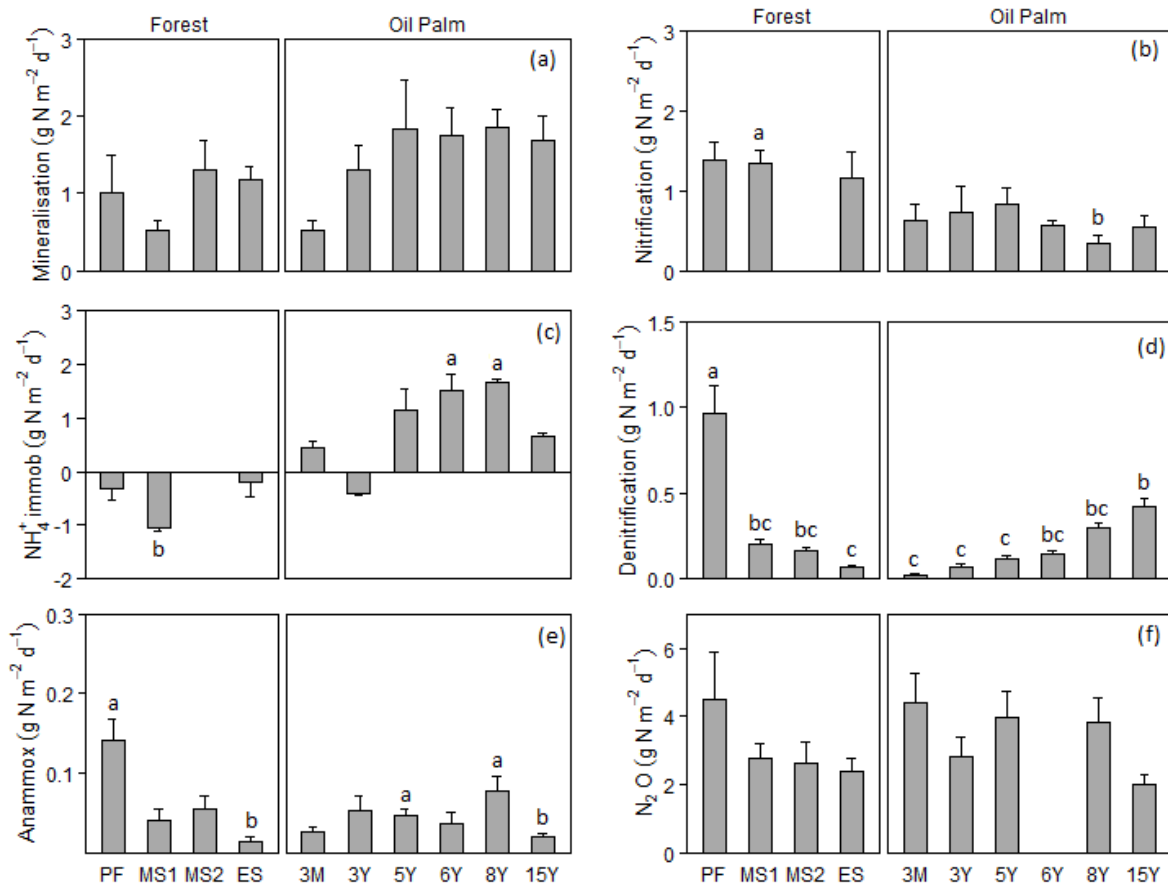 Forest Oil Palm Forest Oil Palm
Mineralisation (g N m⁻² d⁻¹)
3
2
1
0
(a)
Nitrification (g N m⁻² d⁻¹)
3
2
1
0
a
b
(b)
NH₄⁺ immob (g N m⁻² d⁻¹)
3
2
1
0
-1
-2
b
a a
(c)
Denitrification (g N m⁻² d⁻¹)
1.5
1.0
0.5
0.0
a
bc bc c
c c c bc bc b
(d)
Anammox (g N m⁻² d⁻¹)
0.3
0.2
0.1
a
b
a a b
(e)
PF MS1 MS2 ES 3M 3Y 5Y 6Y 8Y 15Y
N₂ O (g N m⁻² d⁻¹)
6
4
2
0
(f)
PF MS1 MS2 ES 3M 3Y 5Y 6Y 8Y 15Y